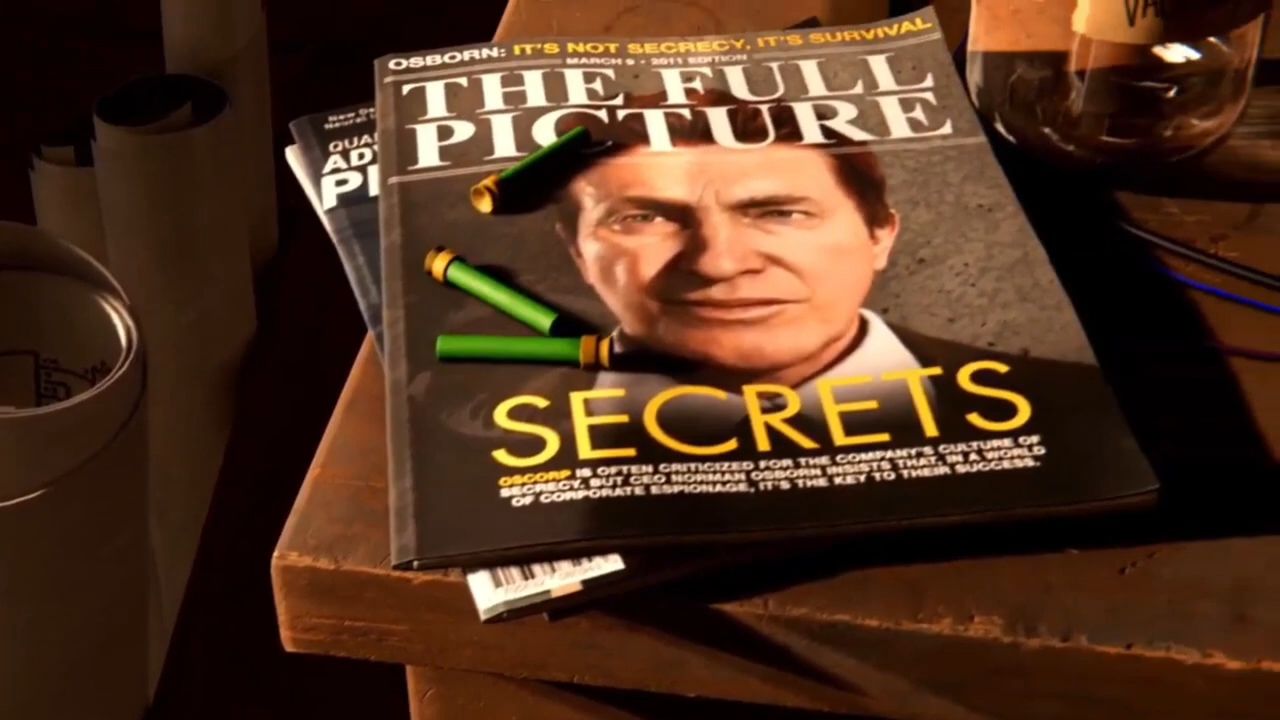 OSBORN: IT'S NOT SECRECY, IT'S SURVIVAL
MARCH 9 • 2011 EDITION
THE FULL
PICTURE
SECRETS
OSCORP IS OFTEN CRITICIZED FOR THE COMPANY'S CULTURE OF
SECRECY. BUT CEO NORMAN OSBORN INSISTS THAT, IN A WORLD
OF CORPORATE ESPIONAGE, IT'S THE KEY TO THEIR SUCCESS.